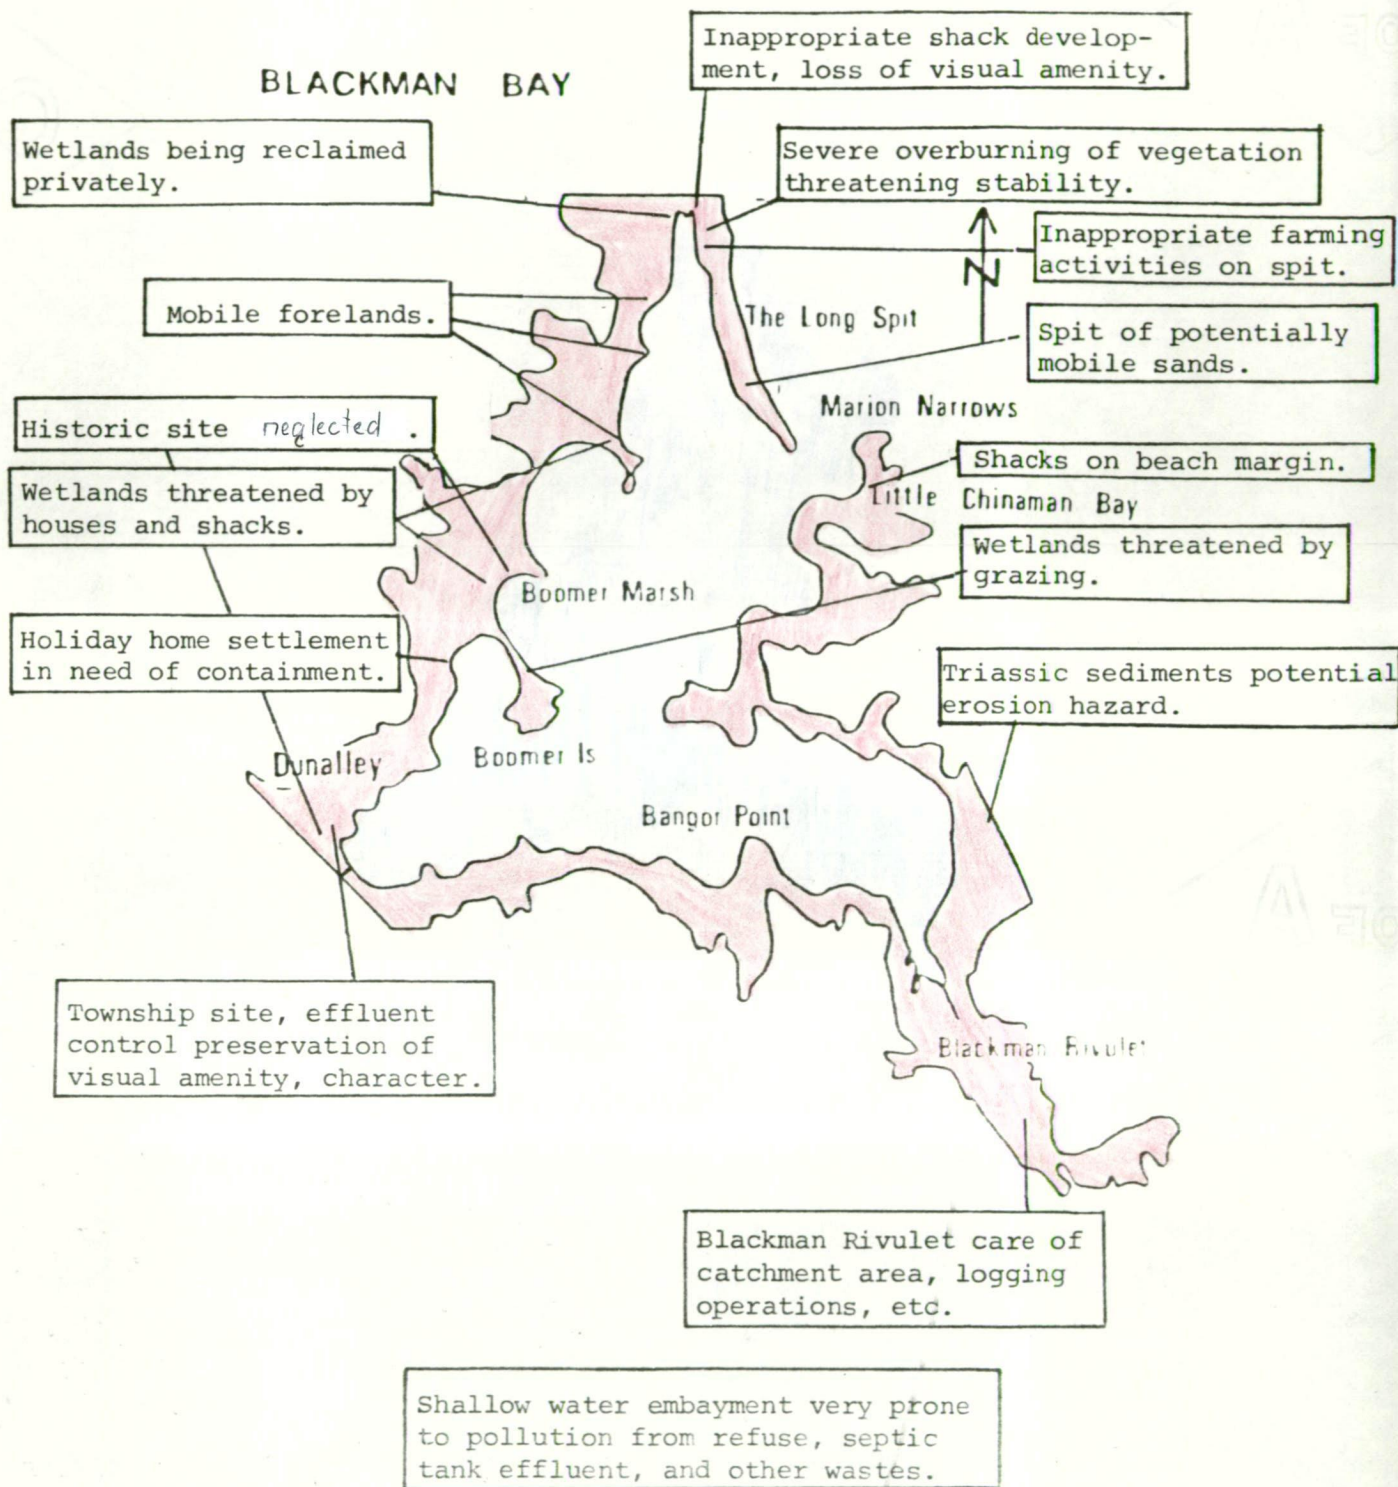 Inappropriate shack develop-
ment, loss of visual amenity.
BLACKMAN BAY
Wetlands being reclaimed
privately.
Severe overburning of vegetation
threatening stability.
Inappropriate farming
activities on spit.
N
Mobile forelands.
The Long Spit
Spit of potentially
mobile sands.
Marion Narrows
Historic site neglected .
Shacks on beach margin.
Wetlands threatened by
houses and shacks.
Little Chinaman Bay
Wetlands threatened by
grazing.
Boomer Marsh
Holiday home settlement
in need of containment.
Triassic sediments potential
erosion hazard.
Dunalley
Boomer Is
Bangor Point
Township site, effluent
control preservation of
visual amenity, character.
Blackman Rivulet
Blackman Rivulet care of
catchment area, logging
operations, etc.
Shallow water embayment very prone
to pollution from refuse, septic
tank effluent, and other wastes.